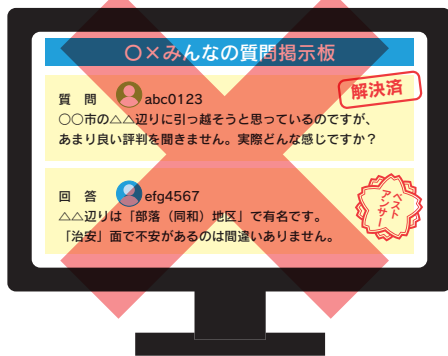 〇×みんなの質問掲示板
質 問 abc0123
解決済
〇〇市の△△辺りに引っ越そうと思っているのですが、
あまり良い評判を聞きません。実際どんな感じですか？
回 答 efg4567
ベスト
アンサー
△△辺りは「部落（同和）地区」で有名です。
「治安」面で不安があるのは間違いありません。